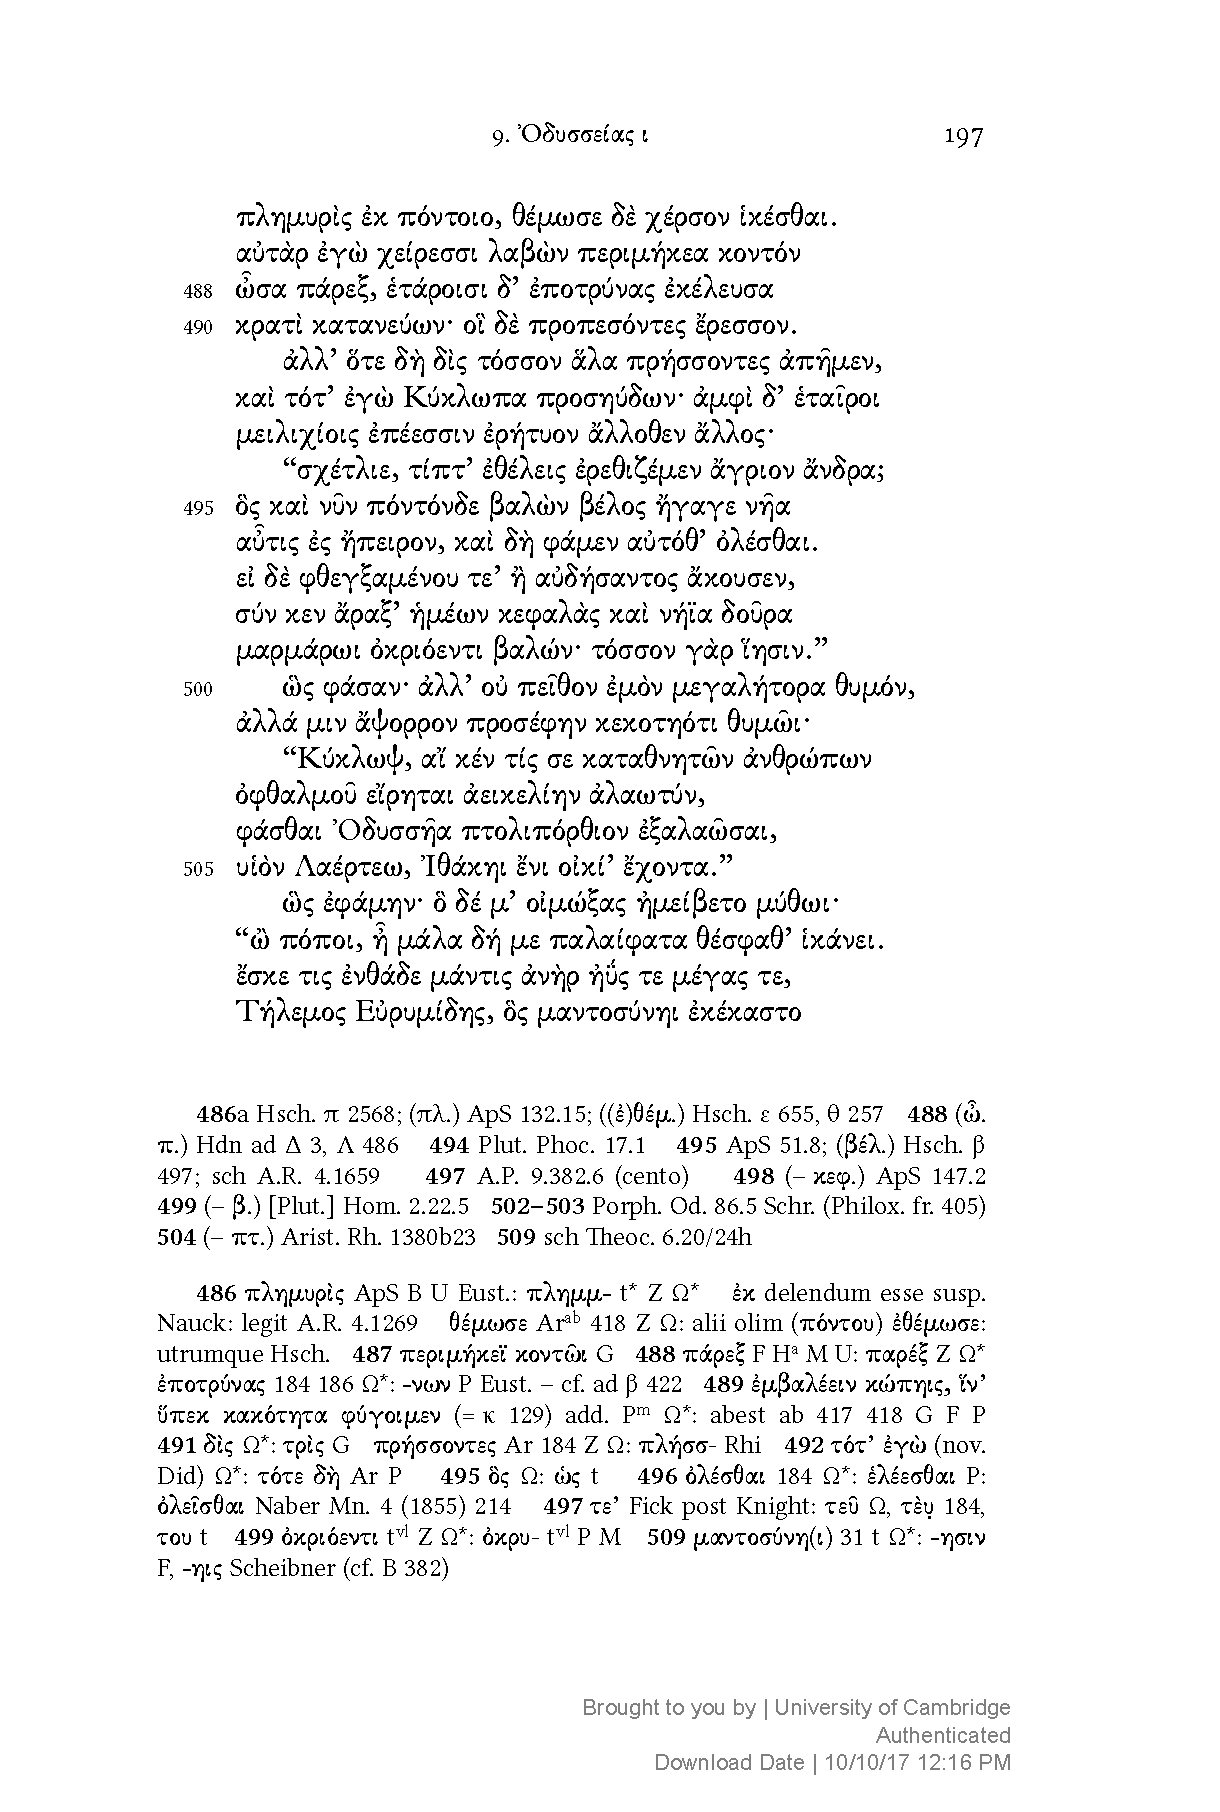 9. Ὀδυσσείας ι 197
πλημυρὶς ἐκ πόντοιο, θέμωσε δὲ χέρσον ἱκέσθαι.
αὐτὰρ ἐγὼ χείρεσσι λαβὼν περιμήκεα κοντόν
488 ὦσα πάρεξ, ἑτάροισι δ’ ἐποτρύνας ἐκέλευσα
490 κρατὶ κατανεύων· οἳ δὲ προπεσόντες ἔρεσσον.
ἀλλ’ ὅτε δὴ δὶς τόσσον ἅλα πρήσσοντες ἀπῆμεν,
καὶ τότ’ ἐγὼ Κύκλωπα προσηύδων· ἀμφὶ δ’ ἑταῖροι
μειλιχίοις ἐπέεσσιν ἐρήτυον ἄλλοθεν ἄλλος·
“σχέτλιε, τίπτ’ ἐθέλεις ἐρεθιζέμεν ἄγριον ἄνδρα;
495 ὃς καὶ νῦν πόντόνδε βαλὼν βέλος ἤγαγε νῆα
αὖτις ἐς ἤπειρον, καὶ δὴ φάμεν αὐτόθ’ ὀλέσθαι.
εἰ δὲ φθεγξαμένου τε’ ἢ αὐδήσαντος ἄκουσεν,
σύν κεν ἄραξ’ ἡμέων κεφαλὰς καὶ νήϊα δοῦρα
μαρμάρωι ὀκριόεντι βαλών· τόσσον γὰρ ἵησιν.”
500 ὣς φάσαν· ἀλλ’ οὐ πεῖθον ἐμὸν μεγαλήτορα θυμόν,
ἀλλά μιν ἄψορρον προσέφην κεκοτηότι θυμῶι·
“Κύκλωψ, αἴ κέν τίς σε καταθνητῶν ἀνθρώπων
ὀφθαλμοῦ εἴρηται ἀεικελίην ἀλαωτύν,
φάσθαι Ὀδυσσῆα πτολιπόρθιον ἐξαλαῶσαι,
505 υἱὸν Λαέρτεω, Ἰθάκηι ἔνι οἰκί’ ἔχοντα.”
ὣς ἐφάμην· ὃ δέ μ’ οἰμώξας ἠμείβετο μύθωι·
“ὢ πόποι, ἦ μάλα δή με παλαίφατα θέσφαθ’ ἱκάνει.
ἔσκε τις ἐνθάδε μάντις ἀνὴρ ἠΰς τε μέγας τε,
Τήλεμος Εὐρυμίδης, ὃς μαντοσύνηι ἐκέκαστο
486a Hsch. π 2568; (πλ.) ApS 132.15; ((ἐ)θέμ.) Hsch. ε 655, θ 257 488 (ὦ.
π.) Hdn ad Δ 3, Λ 486 494 Plut. Phoc. 17.1 495 ApS 51.8; (βέλ.) Hsch. β
497; sch A.R. 4.1659 497 A.P. 9.382.6 (cento) 498 (– κεφ.) ApS 147.2
499 (– β.) [Plut.] Hom. 2.22.5 502–503 Porph. Od. 86.5 Schr. (Philox. fr. 405)
504 (– πτ.) Arist. Rh. 1380b23 509 sch Theoc. 6.20/24h
486 πλημυρὶς ApS B U Eust.: πλημμ- t* Z Ω* ἐκ delendum esse susp.
Nauck: legit A.R. 4.1269 θέμωσε Arᵃᵇ 418 Z Ω: alii olim (πόντου) ἐθέμωσε:
utrumque Hsch. 487 περιμήκεϊ κοντῶι G 488 πάρεξ F Hᵃ M U: παρέξ Z Ω*
ἐποτρύνας 184 186 Ω*: -νων P Eust. – cf. ad β 422 489 ἐμβαλέειν κώπηις, ἵν’
ὕπεκ κακότητα φύγοιμεν (= κ 129) add. Pᵐ Ω*: abest ab 417 418 G F P
491 δὶς Ω*: τρὶς G πρήσσοντες Ar 184 Z Ω: πλήσσ- Rhi 492 τότ’ ἐγὼ (nov.
Did) Ω*: τότε δὴ Ar P 495 ὃς Ω: ὡς t 496 ὀλέσθαι 184 Ω*: ἑλέεσθαι P:
ὀλεῖσθαι Naber Mn. 4 (1855) 214 497 τε’ Fick post Knight: τεῦ Ω, τὲυ̣ 184,
του t 499 ὀκριόεντι tᵛˡ Z Ω*: ὀκρυ- tᵛˡ P M 509 μαντοσύνη(ι) 31 t Ω*: -ησιν
F, -ηις Scheibner (cf. B 382)
Brought to you by | University of Cambridge
Authenticated
Download Date | 10/10/17 12:16 PM